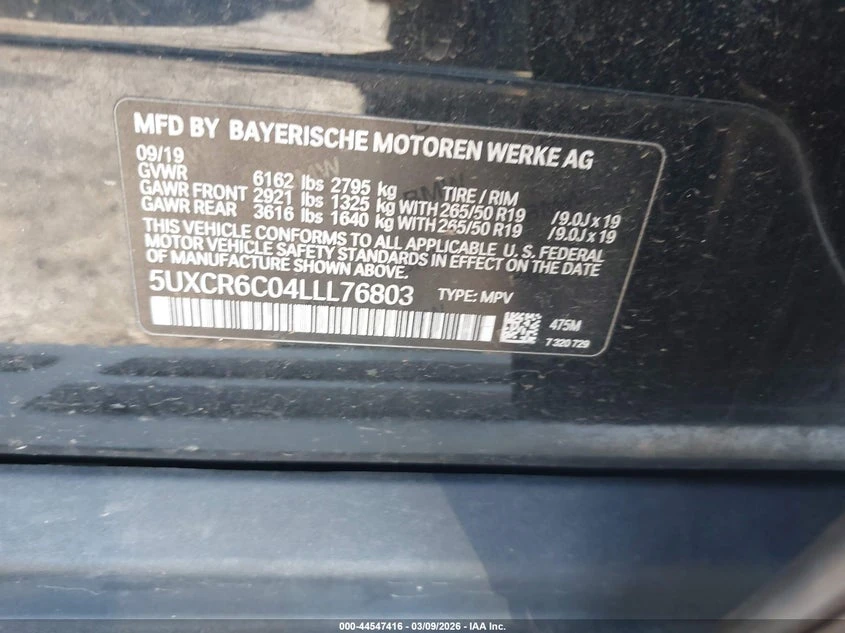 MFD BY BAYERISCHE MOTOREN WERKE AG
09/19
GVWR 6162 lbs 2795 kg TIRE / RIM
GAWR FRONT 2921 lbs 1325 kg WITH 265/50 R19 /9.0J x 19
GAWR REAR 3616 lbs 1640 kg WITH 265/50 R19 /9.0J x 19
THIS VEHICLE CONFORMS TO ALL APPLICABLE U. S. FEDERAL
MOTOR VEHICLE SAFETY STANDARDS IN EFFECT ON THE DATE
OF MANUFACTURE SHOWN ABOVE.
5UXCR6C04LLL76803 TYPE: MPV
475M
7 320 729
000-44547416 - 03/09/2026 - IAA Inc.